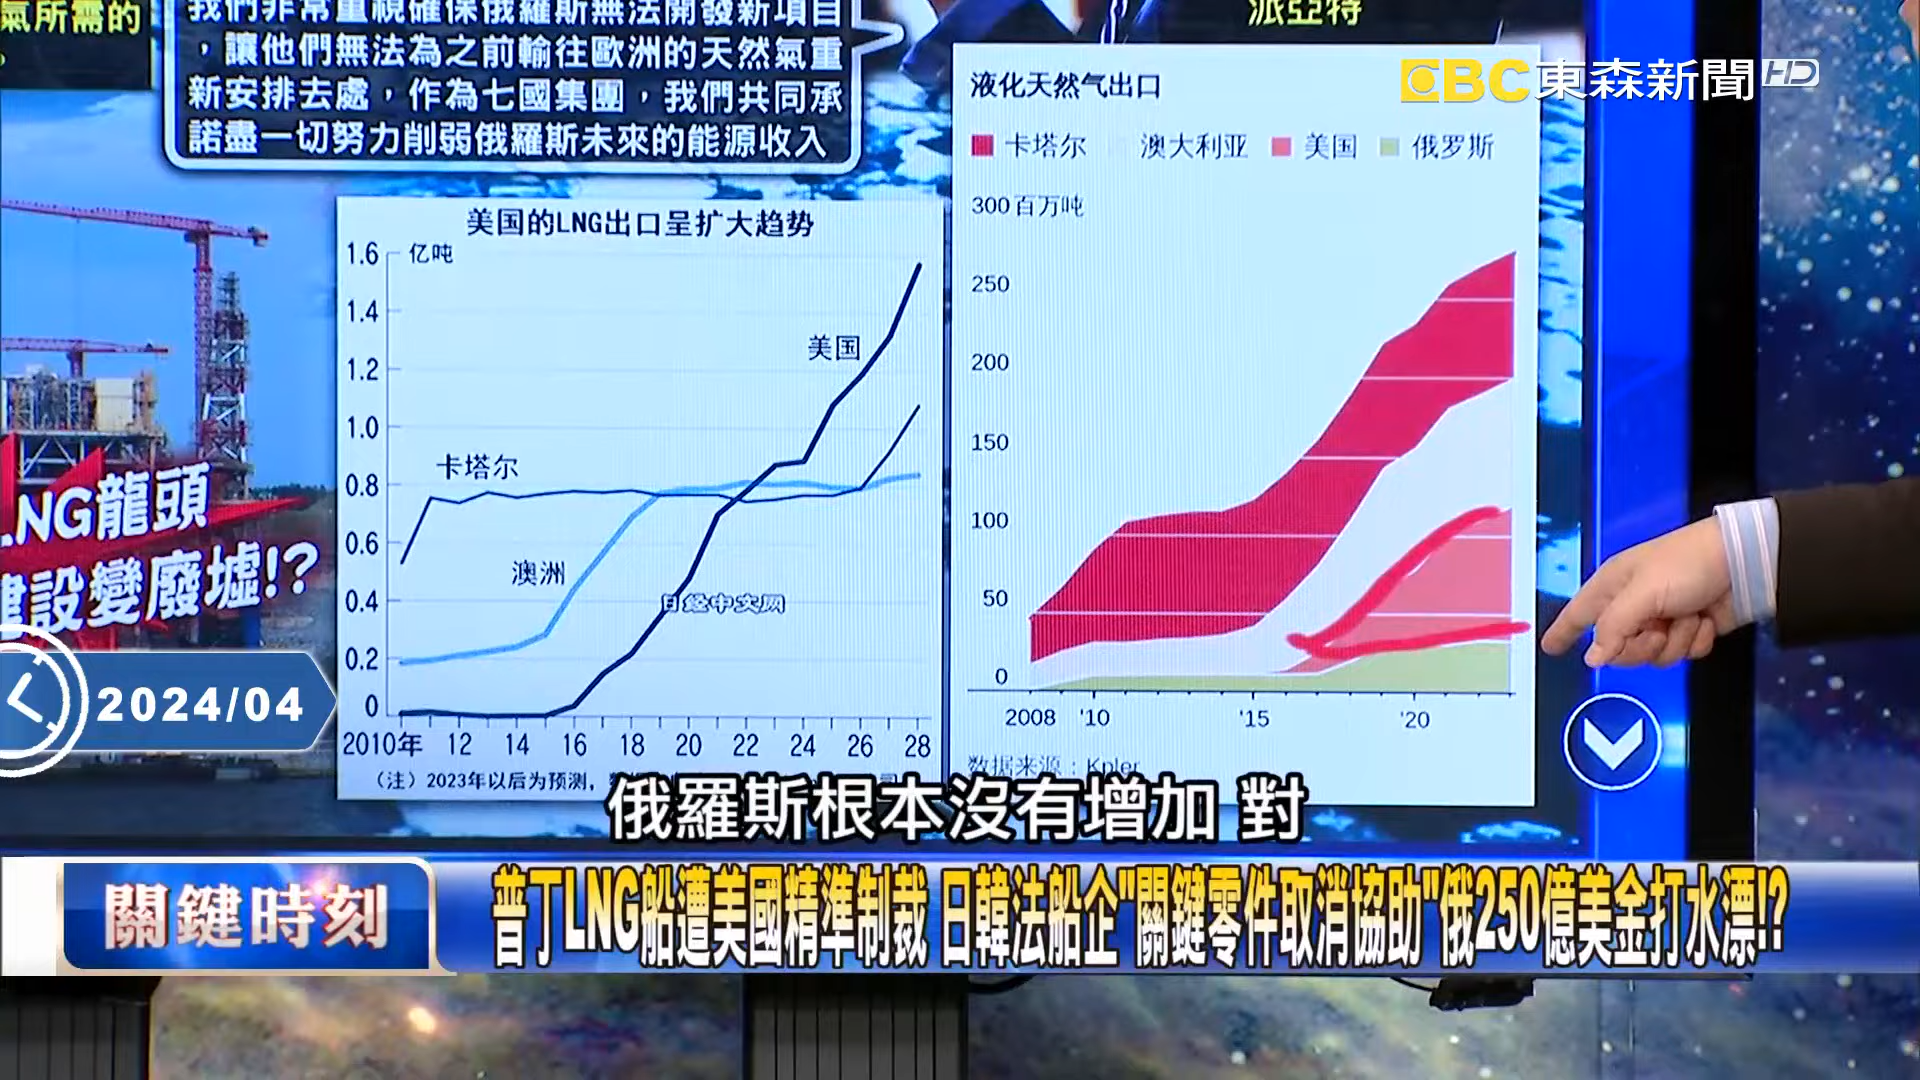 氣所需的
我們非常重視確保俄羅斯無法開發新項目
，讓他們無法為之前輸往歐洲的天然氣重
新安排去處，作為七國集團，我們共同承
諾盡一切努力削弱俄羅斯未來的能源收入
派亞特
EBC東森新聞HD
LNG龍頭
建設變廢墟!?
2024/04
美国的LNG出口呈扩大趋势
1.6 亿吨
1.4
1.2
1.0
0.8
0.6
0.4
0.2
0
美国
卡塔尔
澳洲
日经中文网
2010年 12 14 16 18 20 22 24 26 28
（注）2023年以后为预测，
液化天然气出口
卡塔尔 澳大利亚 美国 俄罗斯
300百万吨
250
200
150
100
50
0
2008 '10 '15 '20
数据来源：Kpler
俄羅斯根本沒有增加 對
關鍵時刻
普丁LNG船遭美國精準制裁 日韓法船企"關鍵零件取消協助"俄250億美金打水漂!?